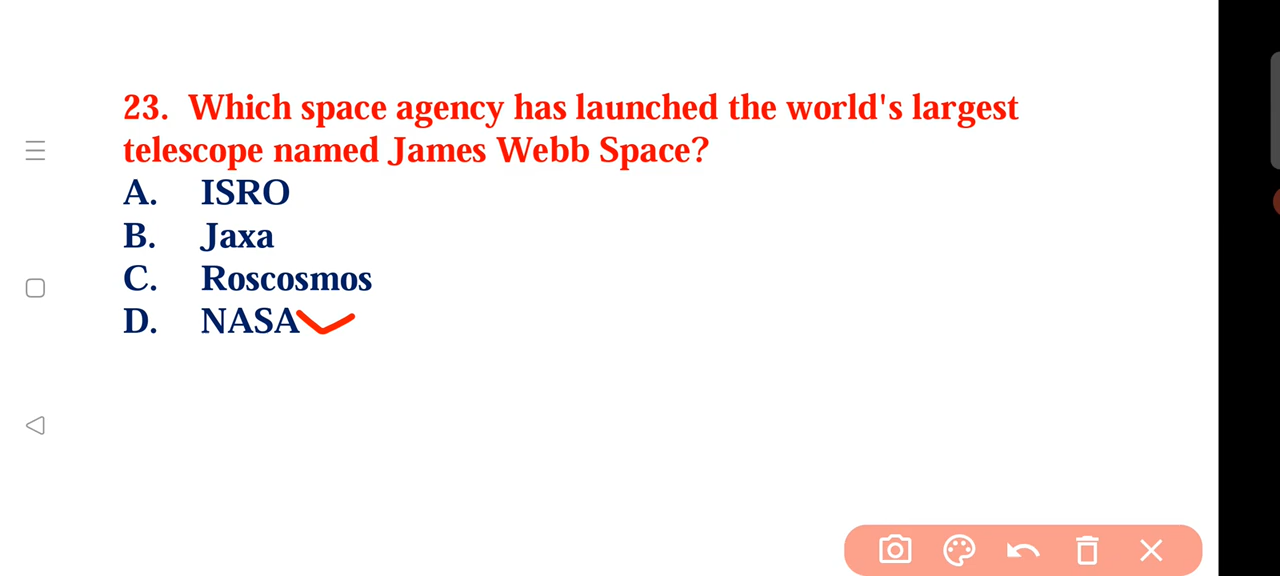 23. Which space agency has launched the world's largest
telescope named James Webb Space?
A. ISRO
B. Jaxa
C. Roscosmos
D. NASA